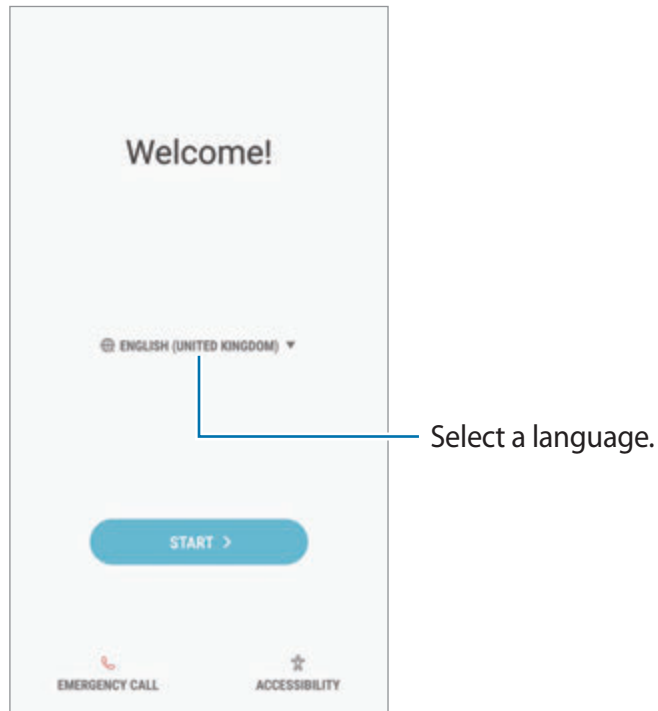 Welcome!
ENGLISH (UNITED KINGDOM)
Select a language.
START >
EMERGENCY CALL
ACCESSIBILITY